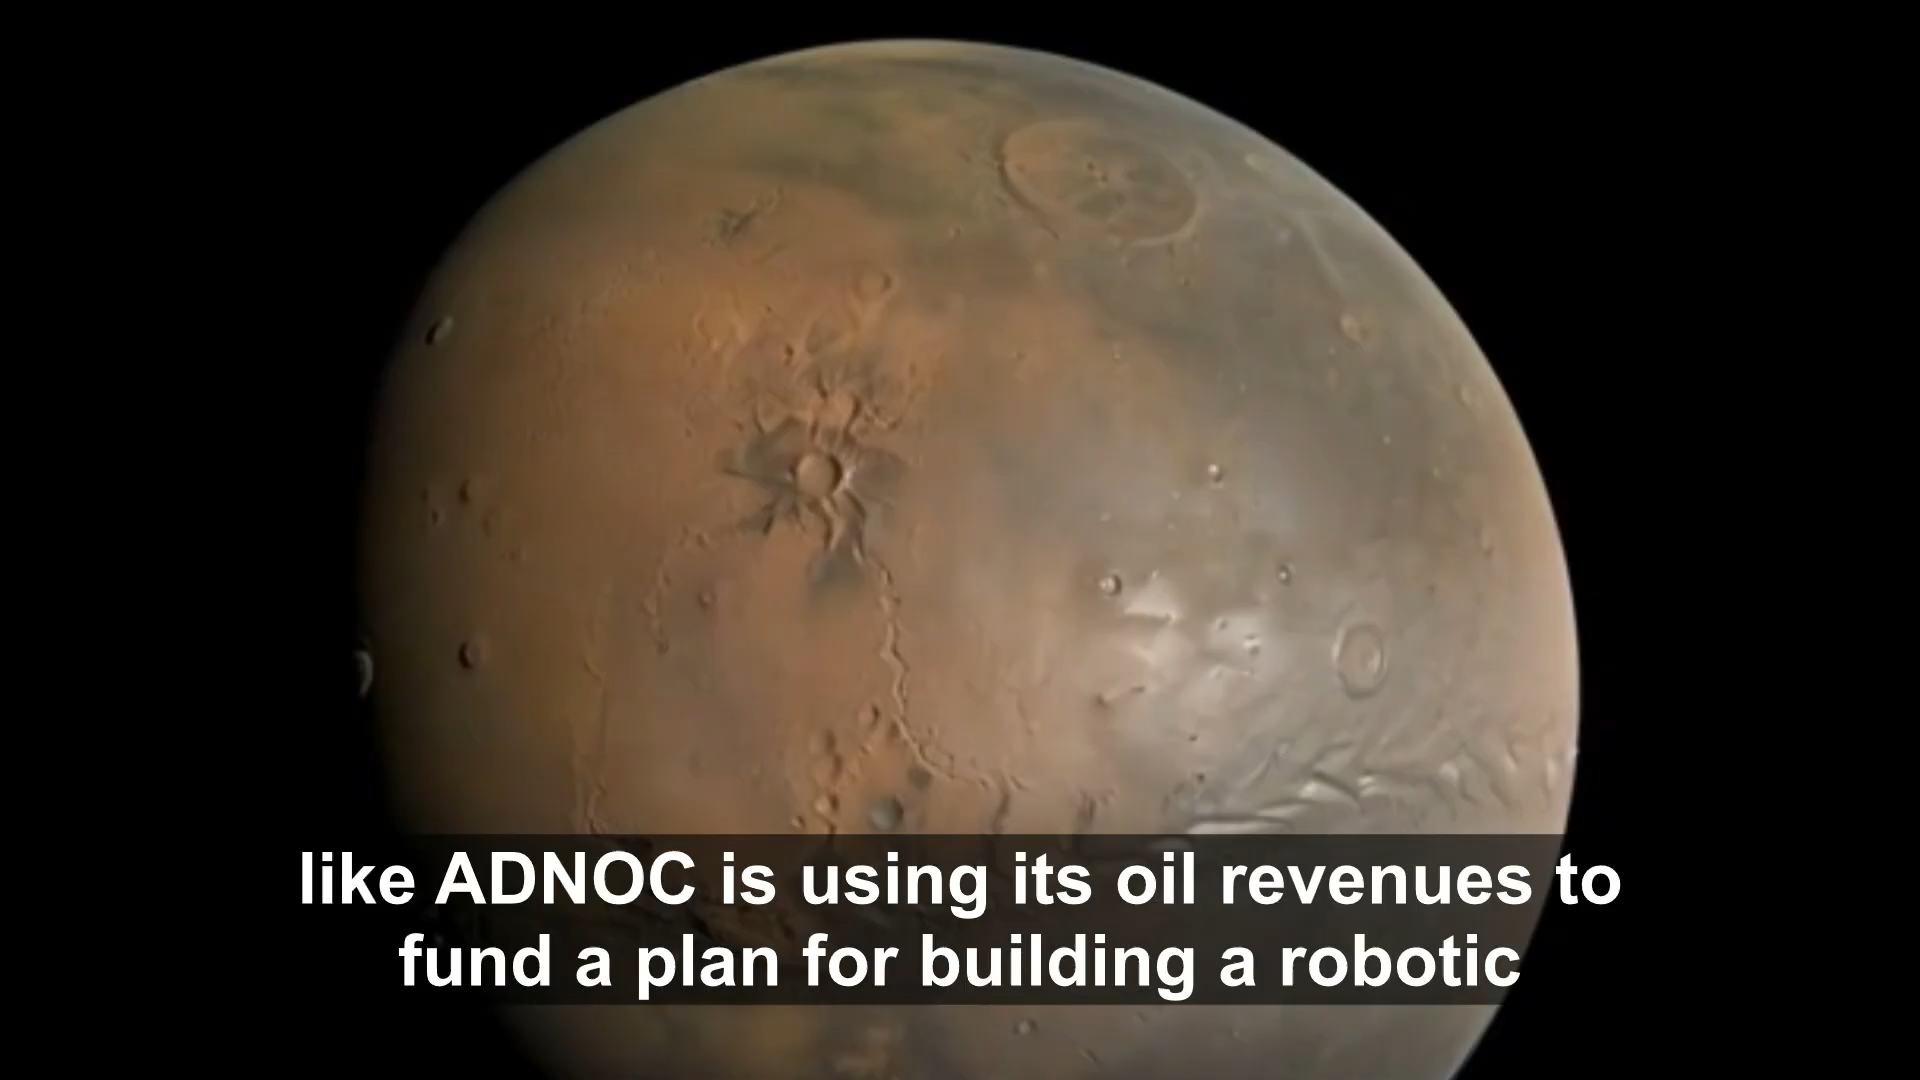 like ADNOC is using its oil revenues to
fund a plan for building a robotic